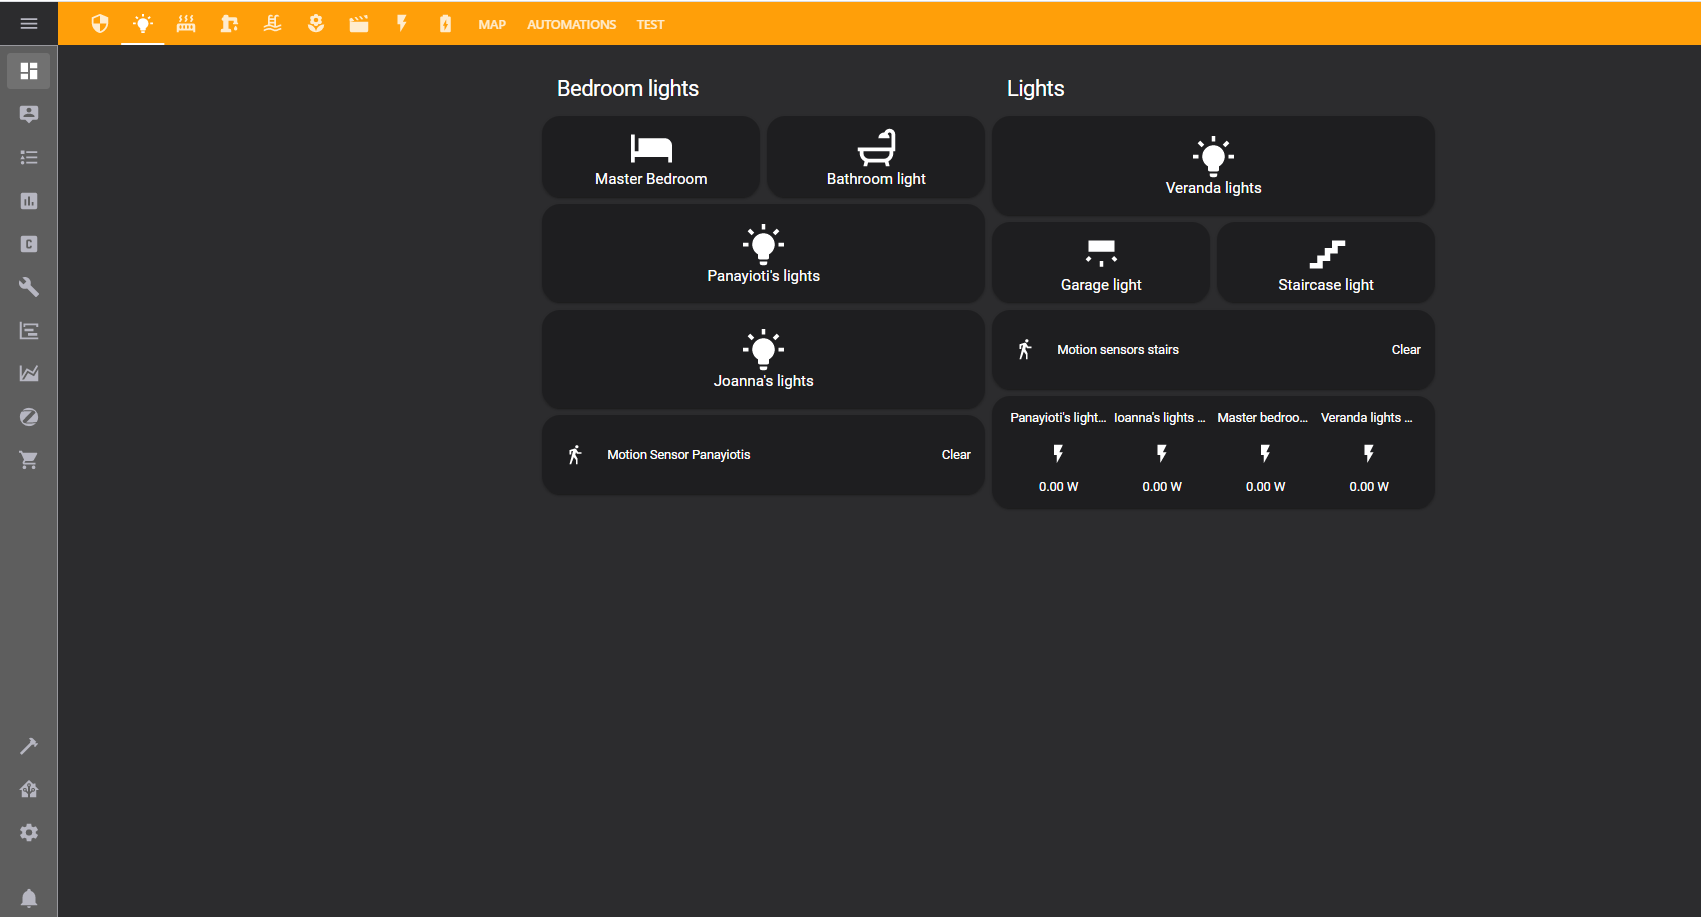 MAP AUTOMATIONS TEST
Bedroom lights
Master Bedroom
Bathroom light
Panayioti's lights
Joanna's lights
Motion Sensor Panayiotis Clear
Lights
Veranda lights
Garage light
Staircase light
Motion sensors stairs Clear
Panayioti's light... Ioanna's lights ... Master bedroo... Veranda lights ...
0.00 W 0.00 W 0.00 W 0.00 W
C